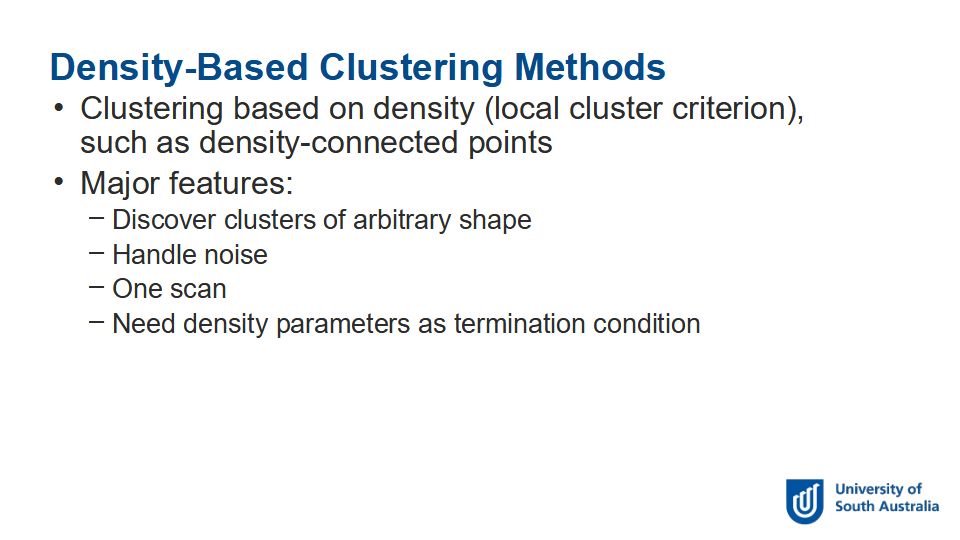 Density-Based Clustering Methods
• Clustering based on density (local cluster criterion),
such as density-connected points
• Major features:
– Discover clusters of arbitrary shape
– Handle noise
– One scan
– Need density parameters as termination condition
University of
South Australia